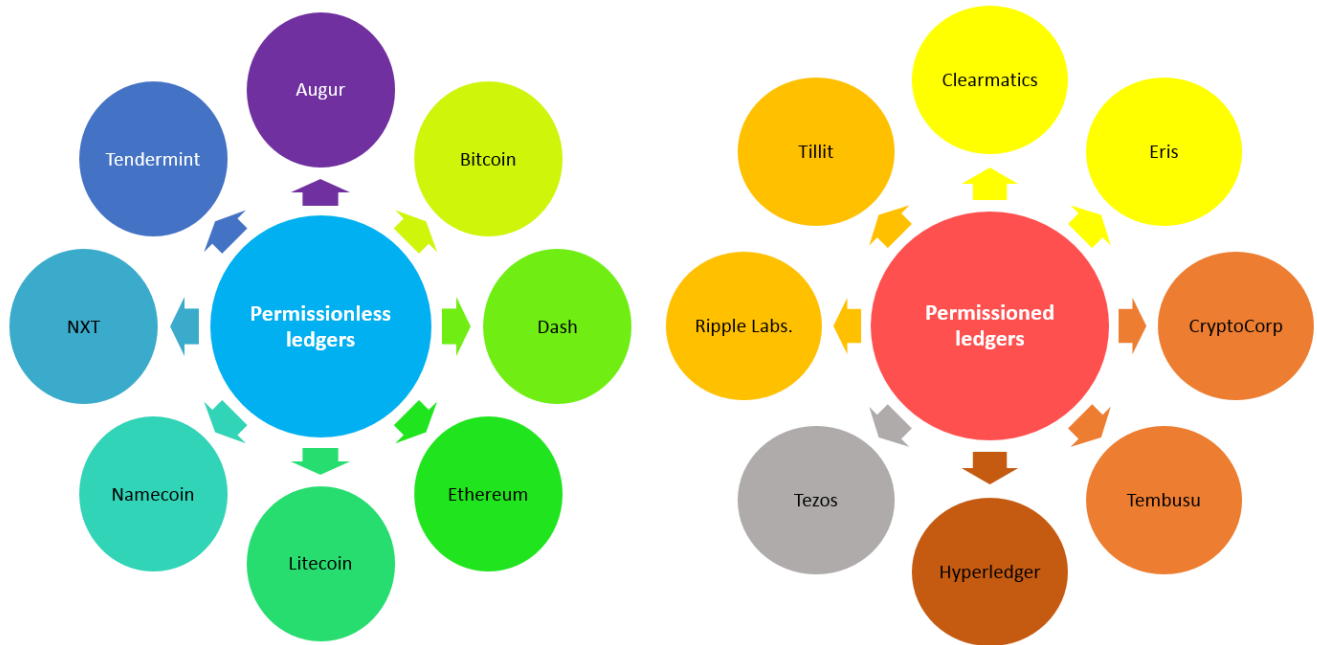 Permissionless
ledgers
Augur
Bitcoin
Dash
Ethereum
Litecoin
Namecoin
NXT
Tendermint
Permissioned
ledgers
Clearmatics
Eris
CryptoCorp
Tembusu
Hyperledger
Tezos
Ripple Labs.
Tillit